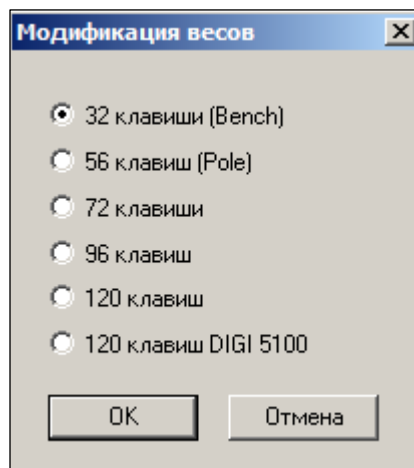 Модификация весов
32 клавиши (Bench)
56 клавиш (Pole)
72 клавиши
96 клавиш
120 клавиш
120 клавиш DIGI 5100
OK
Отмена